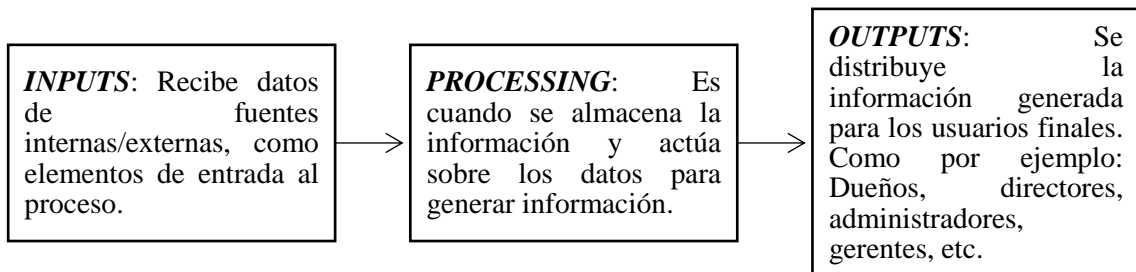 INPUTS: Recibe datos
de fuentes
internas/externas, como
elementos de entrada al
proceso.
PROCESSING: Es
cuando se almacena la
información y actúa
sobre los datos para
generar información.
OUTPUTS: Se
distribuye la
información generada
para los usuarios finales.
Como por ejemplo:
Dueños, directores,
administradores,
gerentes, etc.